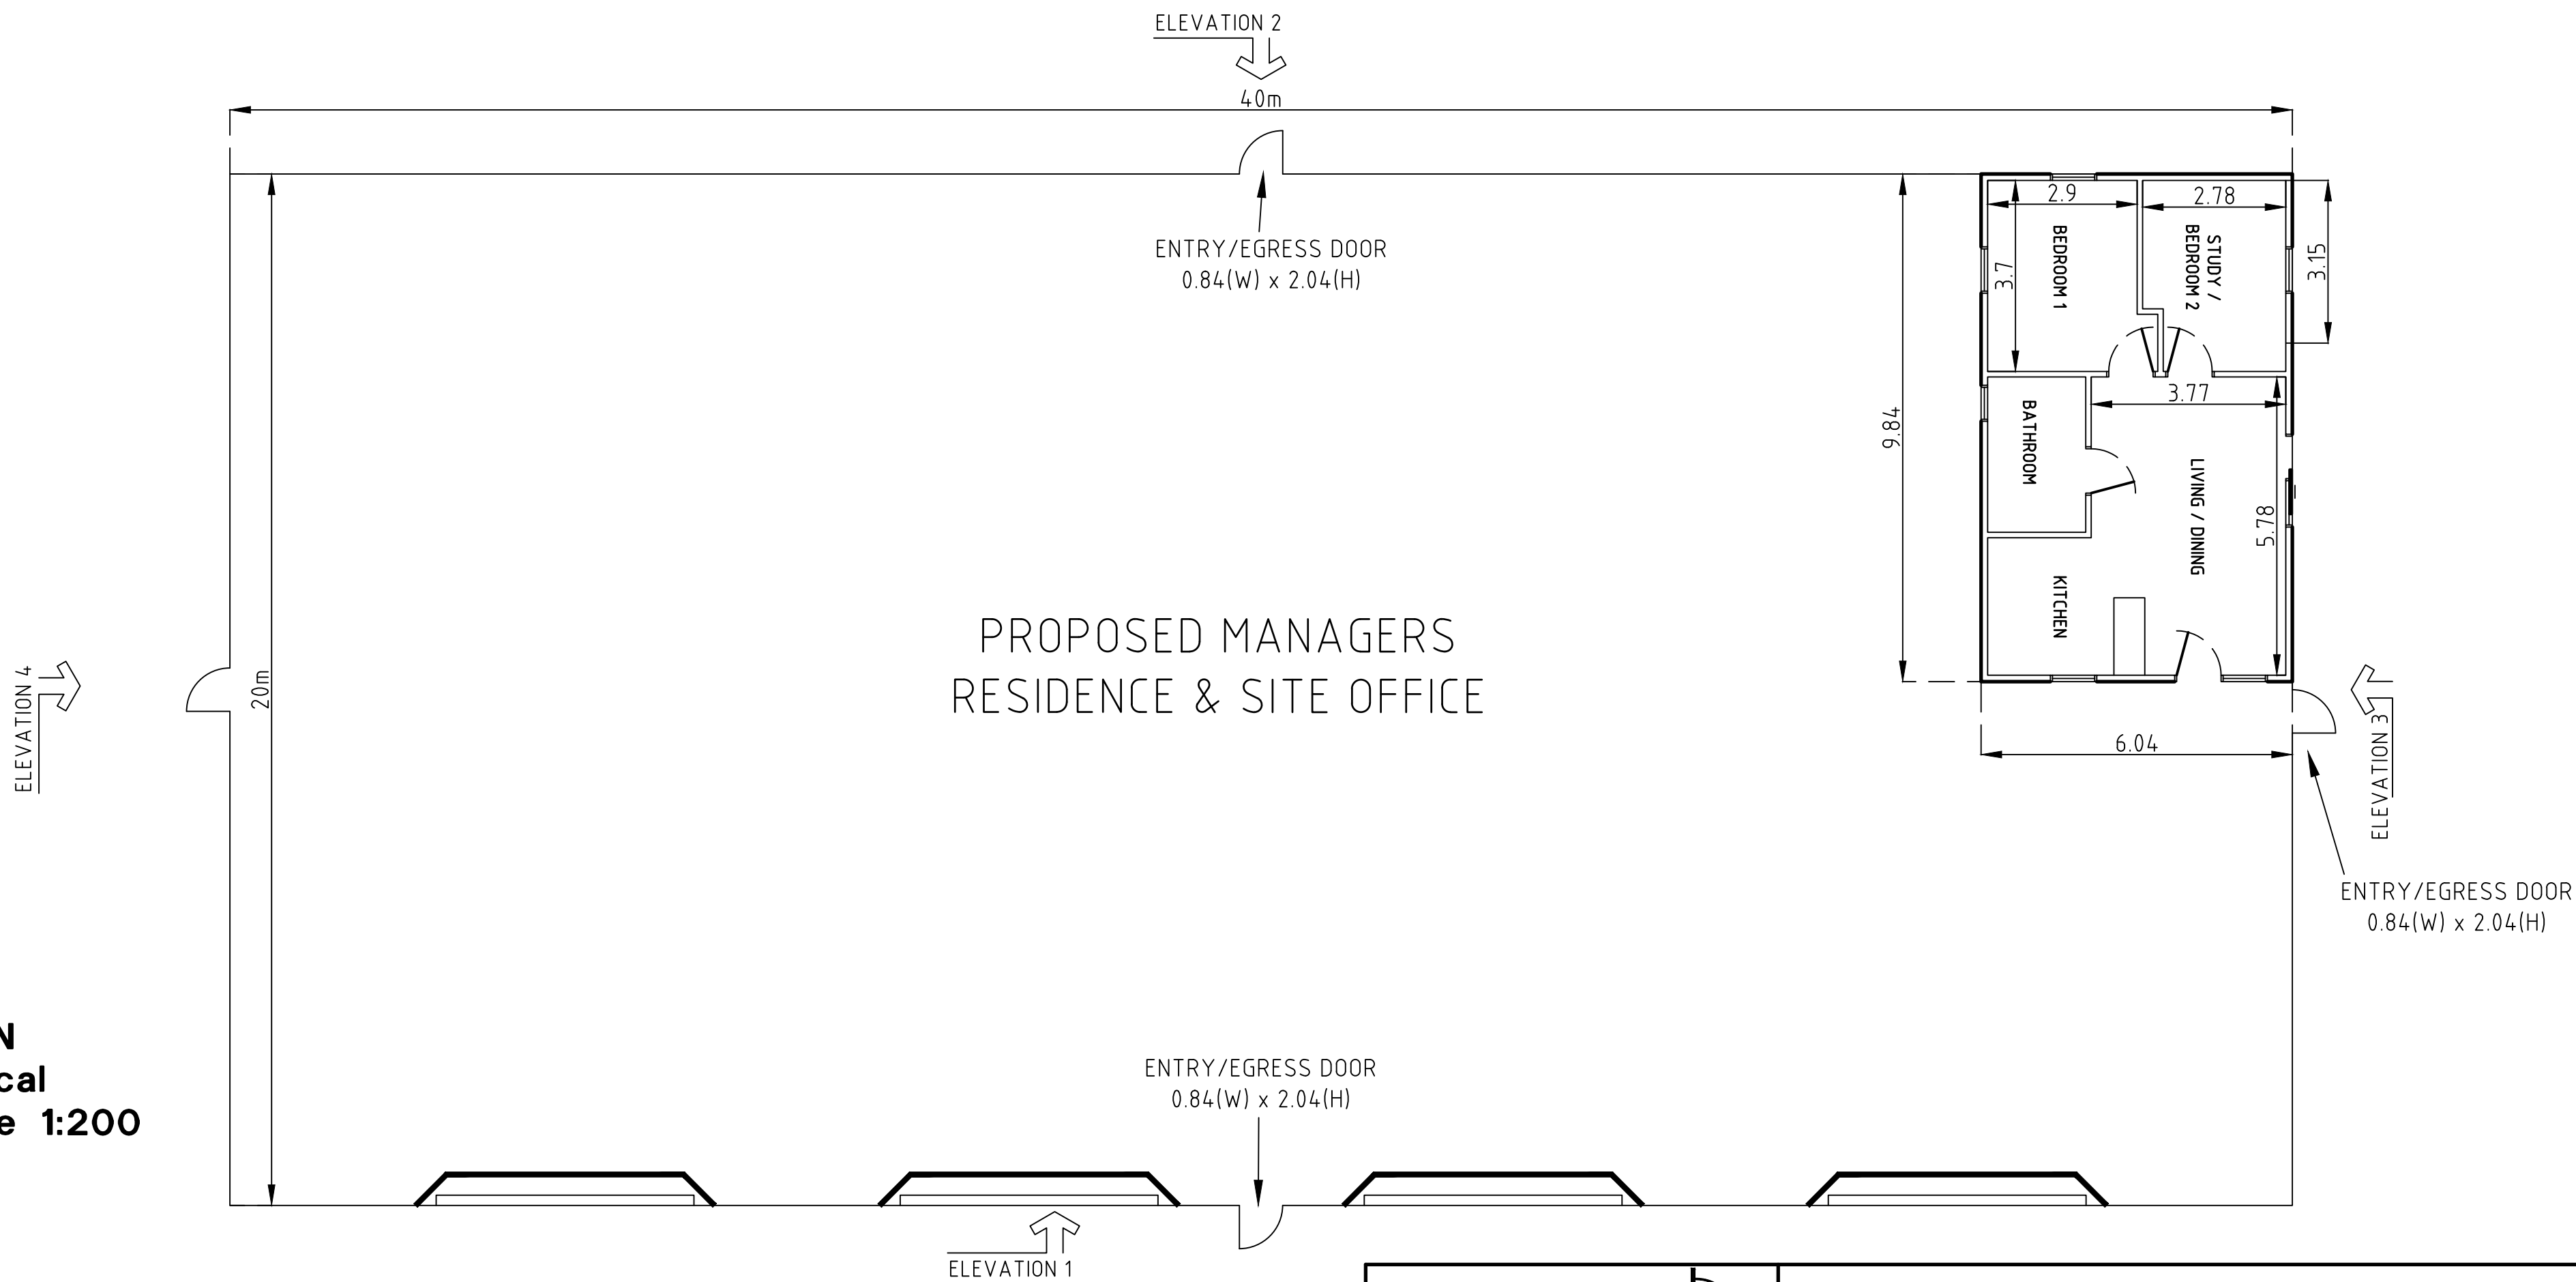 ELEVATION 2
40m
ENTRY/EGRESS DOOR
0.84(W) x 2.04(H)
2.9
2.78
3.7
BEDROOM 1
STUDY /
BEDROOM 2
3.15
9.84
3.77
BATHROOM
LIVING / DINING
5.78
KITCHEN
6.04
PROPOSED MANAGERS
RESIDENCE & SITE OFFICE
20m
ELEVATION 4
ELEVATION 3
ENTRY/EGRESS DOOR
0.84(W) x 2.04(H)
N
cal
e 1:200
ENTRY/EGRESS DOOR
0.84(W) x 2.04(H)
ELEVATION 1